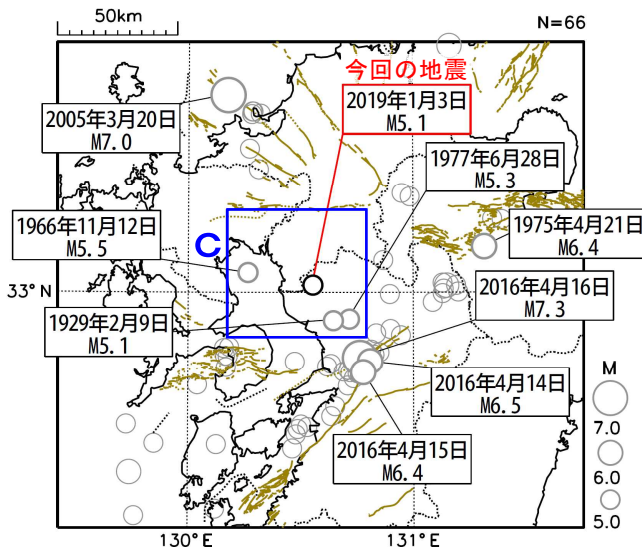 50km
N=66
今回の地震
2019年1月3日
M5.1
2005年3月20日
M7.0
1977年6月28日
M5.3
1966年11月12日
M5.5
C
1975年4月21日
M6.4
33°N
2016年4月16日
M7.3
1929年2月9日
M5.1
2016年4月14日
M6.5
2016年4月15日
M6.4
M
7.0
6.0
5.0
130°E
131°E